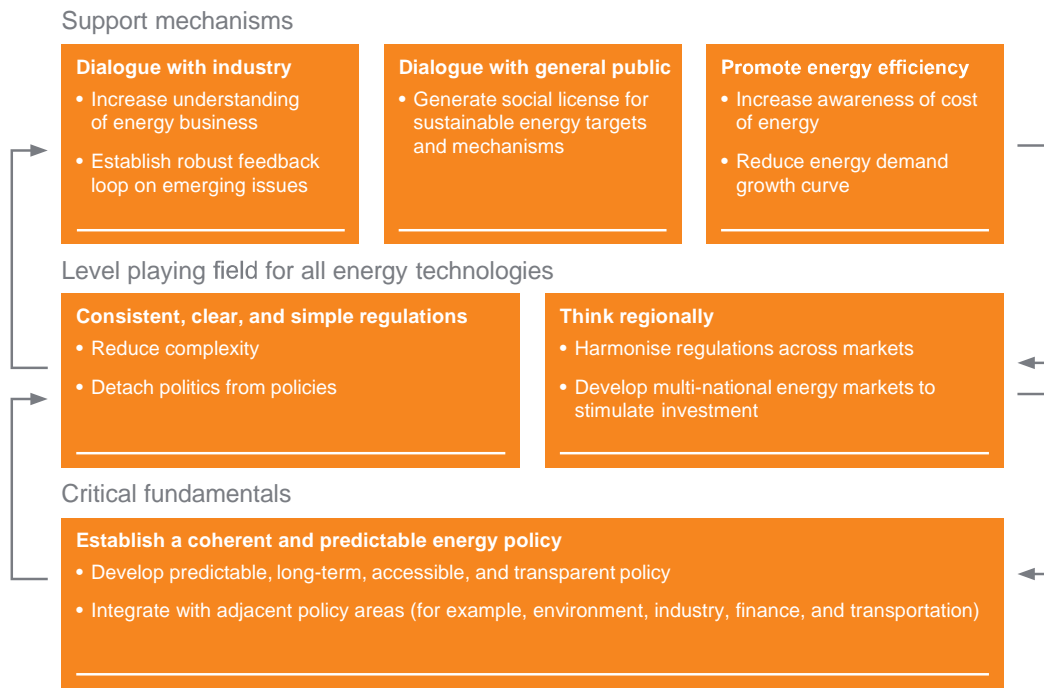 Support mechanisms
Dialogue with industry
• Increase understanding
of energy business
• Establish robust feedback
loop on emerging issues
Dialogue with general public
• Generate social license for
sustainable energy targets
and mechanisms
Promote energy efficiency
• Increase awareness of cost
of energy
• Reduce energy demand
growth curve
Level playing field for all energy technologies
Consistent, clear, and simple regulations
• Reduce complexity
• Detach politics from policies
Think regionally
• Harmonise regulations across markets
• Develop multi-national energy markets to
stimulate investment
Critical fundamentals
Establish a coherent and predictable energy policy
• Develop predictable, long-term, accessible, and transparent policy
• Integrate with adjacent policy areas (for example, environment, industry, finance, and transportation)